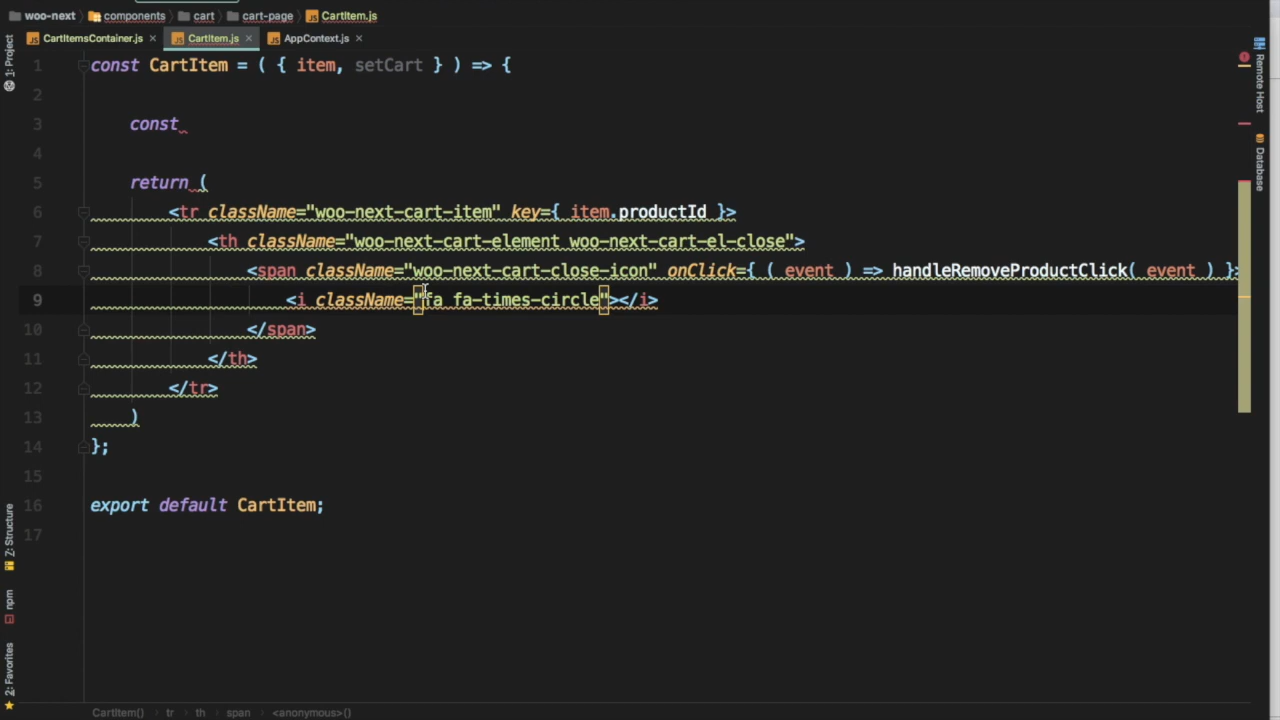 woo-next components cart cart-page CartItem.js
CartItemsContainer.js × CartItem.js × AppContext.js ×
1: Project
Remote Host
Database
Z: Structure
npm
2: Favorites
1 const CartItem = ( { item, setCart } ) => {
2
3 const
4
5 return (
6 <tr className="woo-next-cart-item" key={ item.productId }>
7 <th className="woo-next-cart-element woo-next-cart-el-close">
8 <span className="woo-next-cart-close-icon" onClick={ ( event ) => handleRemoveProductClick( event ) }>
9 <i className="fa fa-times-circle"></i>
10 </span>
11 </th>
12 </tr>
13 )
14 };
15
16 export default CartItem;
17
CartItem() tr th span <anonymous>()